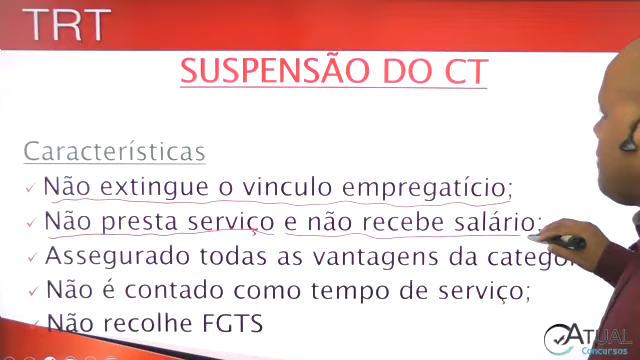 TRT
SUSPENSÃO DO CT
Características
Não extingue o vinculo empregatício;
Não presta serviço e não recebe salário;
Assegurado todas as vantagens da
Não é contado como tempo de serviço;
Não recolhe FGTS
ATUAL
Concursos